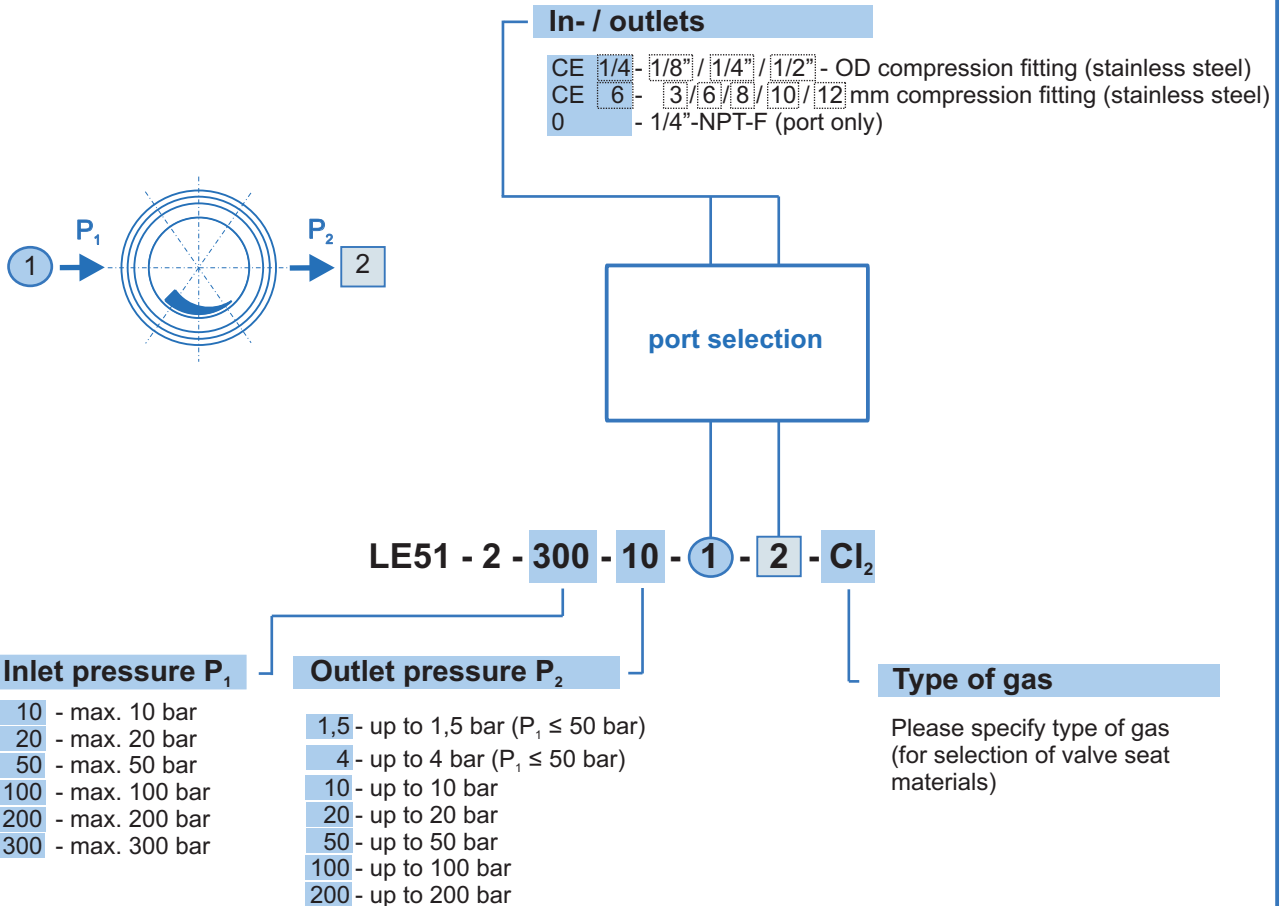 In- / outlets
CE 1/4 - 1/8” / 1/4” / 1/2” - OD compression fitting (stainless steel)
CE 6 - 3 / 6 / 8 / 10 / 12 mm compression fitting (stainless steel)
0 - 1/4”-NPT-F (port only)
P₁
P₂
1
2
port selection
LE51 - 2 - 300 - 10 - 1 - 2 - Cl₂
Inlet pressure P₁
10 - max. 10 bar
20 - max. 20 bar
50 - max. 50 bar
100 - max. 100 bar
200 - max. 200 bar
300 - max. 300 bar
Outlet pressure P₂
1,5 - up to 1,5 bar (P₁ ≤ 50 bar)
4 - up to 4 bar (P₁ ≤ 50 bar)
10 - up to 10 bar
20 - up to 20 bar
50 - up to 50 bar
100 - up to 100 bar
200 - up to 200 bar
Type of gas
Please specify type of gas
(for selection of valve seat
materials)